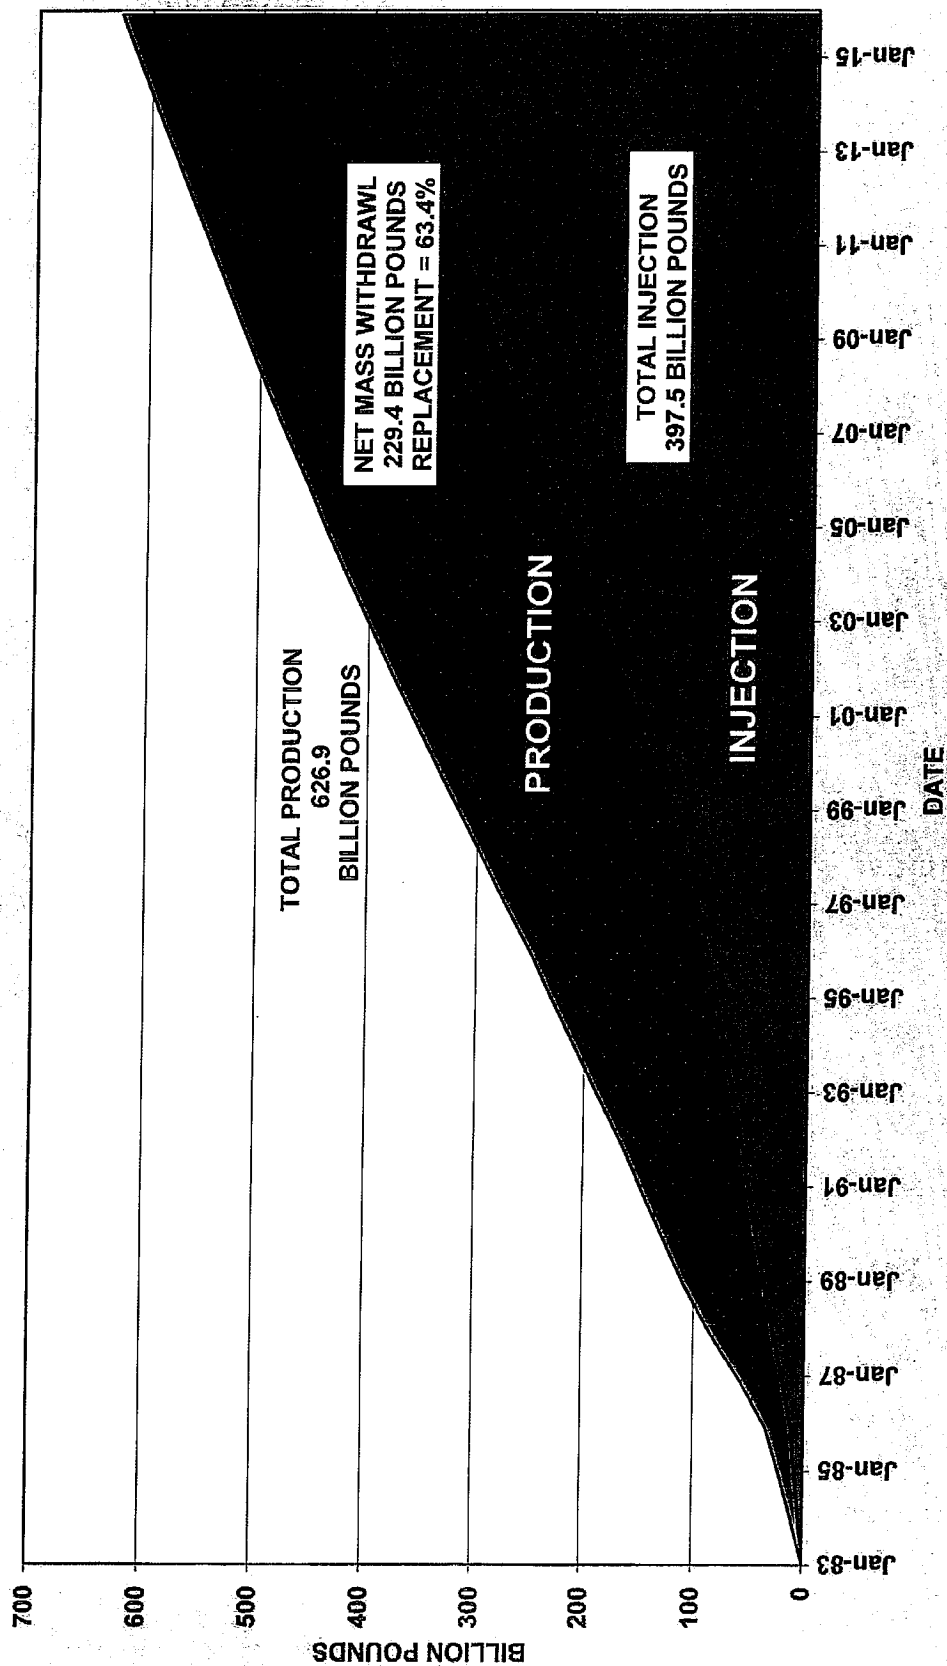 BILLION POUNDS
700
600
500
400
300
200
100
0
TOTAL PRODUCTION
626.9
BILLION POUNDS
NET MASS WITHDRAWL
229.4 BILLION POUNDS
REPLACEMENT = 63.4%
PRODUCTION
TOTAL INJECTION
397.5 BILLION POUNDS
INJECTION
Jan-83
Jan-85
Jan-87
Jan-89
Jan-91
Jan-93
Jan-95
Jan-97
Jan-99
Jan-01
Jan-03
Jan-05
Jan-07
Jan-09
Jan-11
Jan-13
Jan-15
DATE